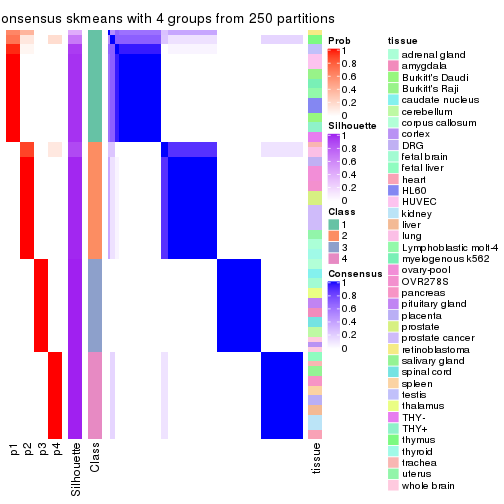 onsensus skmeans with 4 groups from 250 partitions
Prob
1
0.8
0.6
0.4
0.2
0
Silhouette
1
0.8
0.6
0.4
0.2
0
Class
1
2
3
4
Consensus
1
0.8
0.6
0.4
0.2
0
tissue
adrenal gland
amygdala
Burkitt's Daudi
Burkitt's Raji
caudate nucleus
cerebellum
corpus callosum
cortex
DRG
fetal brain
fetal liver
heart
HL60
HUVEC
kidney
liver
lung
Lymphoblastic molt-4
myelogenous k562
ovary-pool
OVR278S
pancreas
pituitary gland
placenta
prostate
prostate cancer
retinoblastoma
salivary gland
spinal cord
spleen
testis
thalamus
THY-
THY+
thymus
thyroid
trachea
uterus
whole brain
p1
p2
p3
p4
Silhouette
Class
tissue